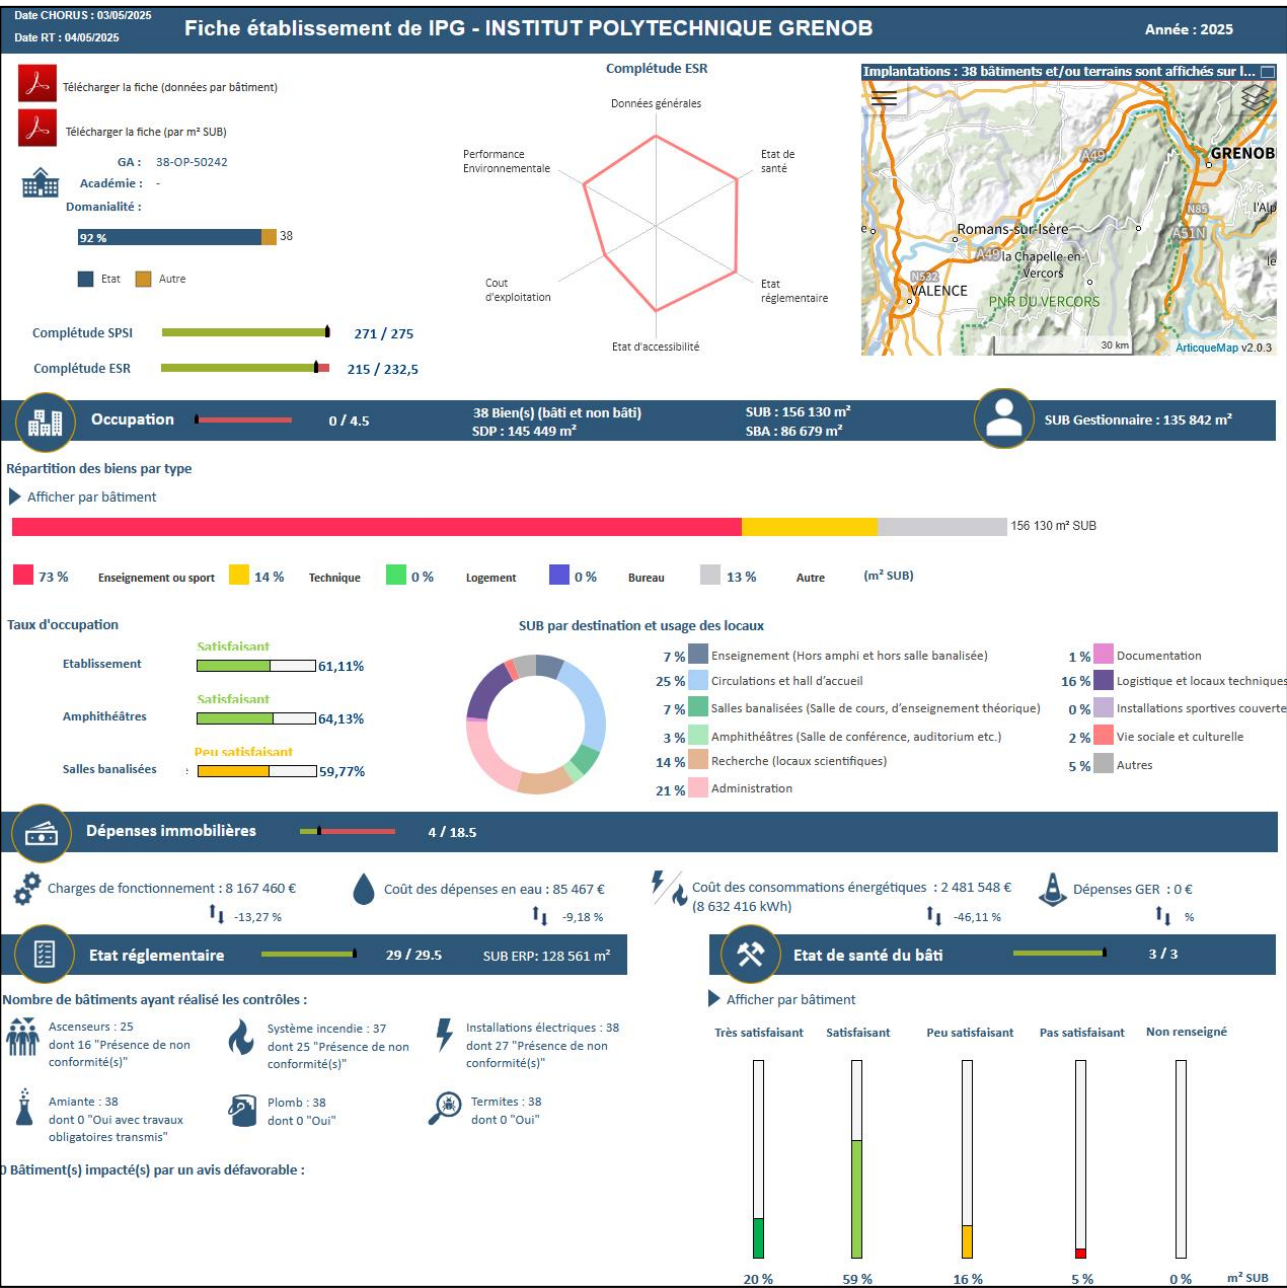 Date CHORUS : 03/05/2025
Date RT : 04/05/2025
Fiche établissement de IPG - INSTITUT POLYTECHNIQUE GRENOB
Année : 2025
Télécharger la fiche (données par bâtiment)
Télécharger la fiche (par m² SUB)
GA : 38-OP-50242
Académie : -
Domanialité :
92 %
38
Etat
Autre
Complétude SPSI
271 / 275
Complétude ESR
215 / 232,5
Complétude ESR
Données générales
Performance
Environnementale
Etat de
santé
Cout
d'exploitation
Etat
réglementaire
Etat d'accessibilité
Implantations : 38 bâtiments et/ou terrains sont affichés sur l...
A49
GRENOB
N85
l'Alp
A51N
Romans-sur-Isère
A49
la Chapelle-en-
Vercors
N532
VALENCE
PNR DU VERCORS
30 km
ArticqueMap v2.0.3
Occupation
0 / 4.5
38 Bien(s) (bâti et non bâti)
SDP : 145 449 m²
SUB : 156 130 m²
SBA : 86 679 m²
SUB Gestionnaire : 135 842 m²
Répartition des biens par type
Afficher par bâtiment
156 130 m² SUB
73 % Enseignement ou sport
14 % Technique
0 % Logement
0 % Bureau
13 % Autre
(m² SUB)
Taux d'occupation
Satisfaisant
Etablissement
61,11%
Satisfaisant
Amphithéâtres
64,13%
Peu satisfaisant
Salles banalisées :
59,77%
SUB par destination et usage des locaux
7 % Enseignement (Hors amphi et hors salle banalisée)
25 % Circulations et hall d'accueil
7 % Salles banalisées (Salle de cours, d'enseignement théorique)
3 % Amphithéâtres (Salle de conférence, auditorium etc.)
14 % Recherche (locaux scientifiques)
21 % Administration
1 % Documentation
16 % Logistique et locaux techniques
0 % Installations sportives couverte
2 % Vie sociale et culturelle
5 % Autres
Dépenses immobilières
4 / 18.5
Charges de fonctionnement : 8 167 460 €
-13,27 %
Coût des dépenses en eau : 85 467 €
-9,18 %
Coût des consommations énergétiques : 2 481 548 €
(8 632 416 kWh)
-46,11 %
Dépenses GER : 0 €
%
Etat réglementaire
29 / 29.5
SUB ERP: 128 561 m²
Nombre de bâtiments ayant réalisé les contrôles :
Ascenseurs : 25
dont 16 "Présence de non
conformité(s)"
Système incendie : 37
dont 25 "Présence de non
conformité(s)"
Installations électriques : 38
dont 27 "Présence de non
conformité(s)"
Amiante : 38
dont 0 "Oui avec travaux
obligatoires transmis"
Plomb : 38
dont 0 "Oui"
Termites : 38
dont 0 "Oui"
0 Bâtiment(s) impacté(s) par un avis défavorable :
Etat de santé du bâti
3 / 3
Afficher par bâtiment
Très satisfaisant
Satisfaisant
Peu satisfaisant
Pas satisfaisant
Non renseigné
20 %
59 %
16 %
5 %
0 %
m² SUB